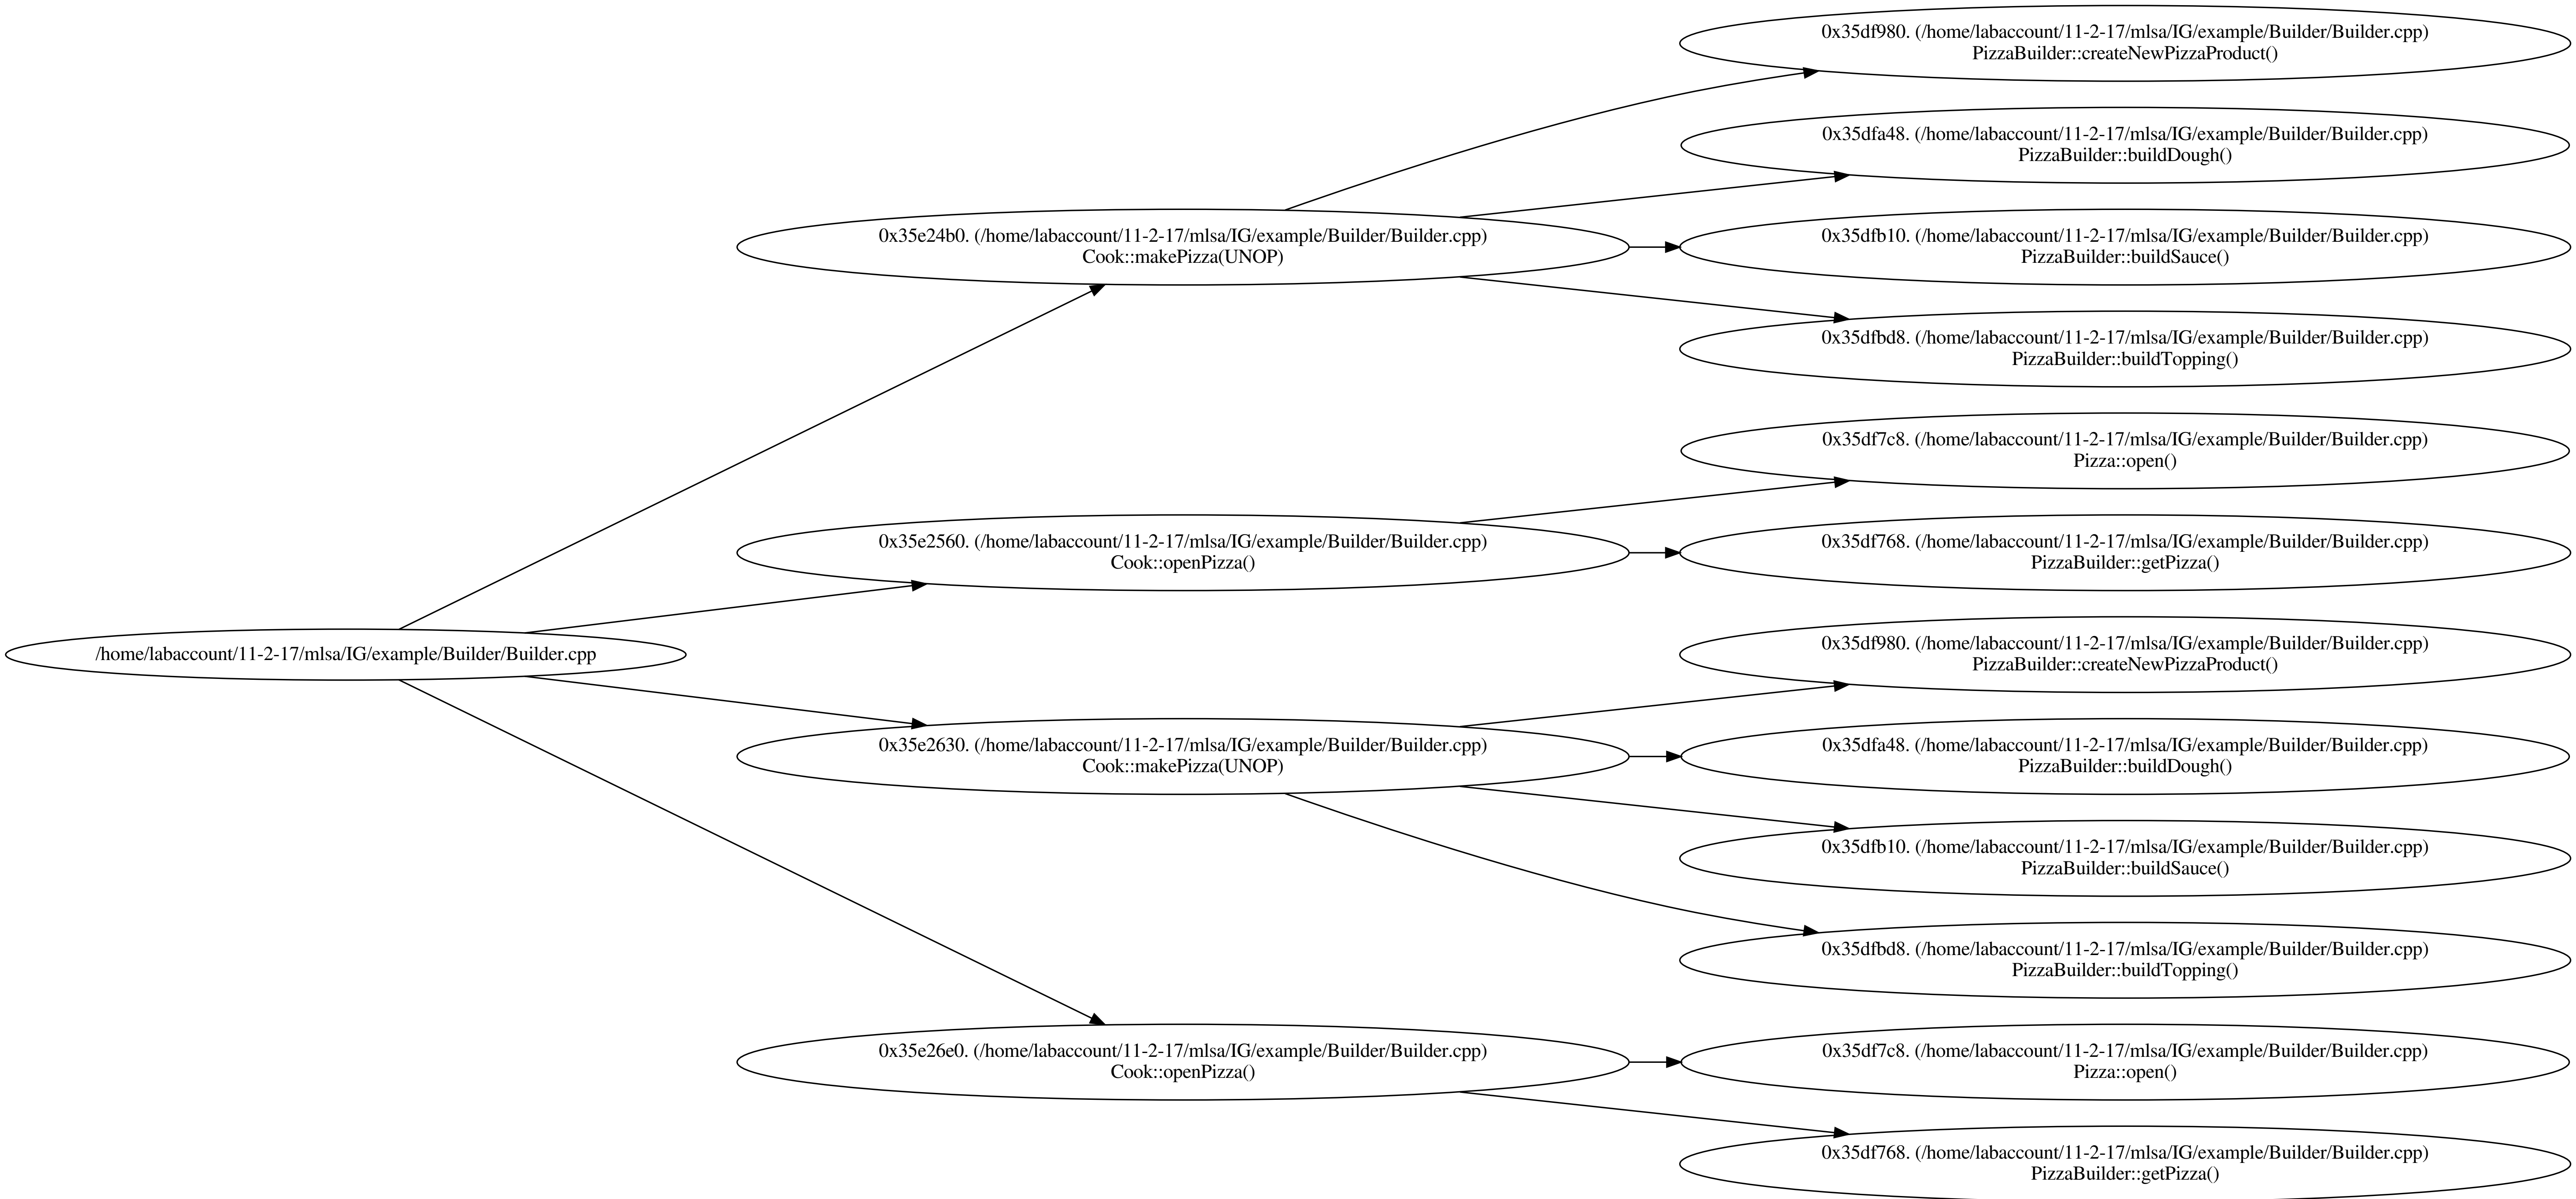 0x35df980. (/home/labaccount/11-2-17/mlsa/IG/example/Builder/Builder.cpp)
PizzaBuilder::createNewPizzaProduct()
0x35dfa48. (/home/labaccount/11-2-17/mlsa/IG/example/Builder/Builder.cpp)
PizzaBuilder::buildDough()
0x35e24b0. (/home/labaccount/11-2-17/mlsa/IG/example/Builder/Builder.cpp)
Cook::makePizza(UNOP)
0x35dfb10. (/home/labaccount/11-2-17/mlsa/IG/example/Builder/Builder.cpp)
PizzaBuilder::buildSauce()
0x35dfbd8. (/home/labaccount/11-2-17/mlsa/IG/example/Builder/Builder.cpp)
PizzaBuilder::buildTopping()
0x35df7c8. (/home/labaccount/11-2-17/mlsa/IG/example/Builder/Builder.cpp)
Pizza::open()
0x35e2560. (/home/labaccount/11-2-17/mlsa/IG/example/Builder/Builder.cpp)
Cook::openPizza()
0x35df768. (/home/labaccount/11-2-17/mlsa/IG/example/Builder/Builder.cpp)
PizzaBuilder::getPizza()
/home/labaccount/11-2-17/mlsa/IG/example/Builder/Builder.cpp
0x35df980. (/home/labaccount/11-2-17/mlsa/IG/example/Builder/Builder.cpp)
PizzaBuilder::createNewPizzaProduct()
0x35e2630. (/home/labaccount/11-2-17/mlsa/IG/example/Builder/Builder.cpp)
Cook::makePizza(UNOP)
0x35dfa48. (/home/labaccount/11-2-17/mlsa/IG/example/Builder/Builder.cpp)
PizzaBuilder::buildDough()
0x35dfb10. (/home/labaccount/11-2-17/mlsa/IG/example/Builder/Builder.cpp)
PizzaBuilder::buildSauce()
0x35dfbd8. (/home/labaccount/11-2-17/mlsa/IG/example/Builder/Builder.cpp)
PizzaBuilder::buildTopping()
0x35e26e0. (/home/labaccount/11-2-17/mlsa/IG/example/Builder/Builder.cpp)
Cook::openPizza()
0x35df7c8. (/home/labaccount/11-2-17/mlsa/IG/example/Builder/Builder.cpp)
Pizza::open()
0x35df768. (/home/labaccount/11-2-17/mlsa/IG/example/Builder/Builder.cpp)
PizzaBuilder::getPizza()